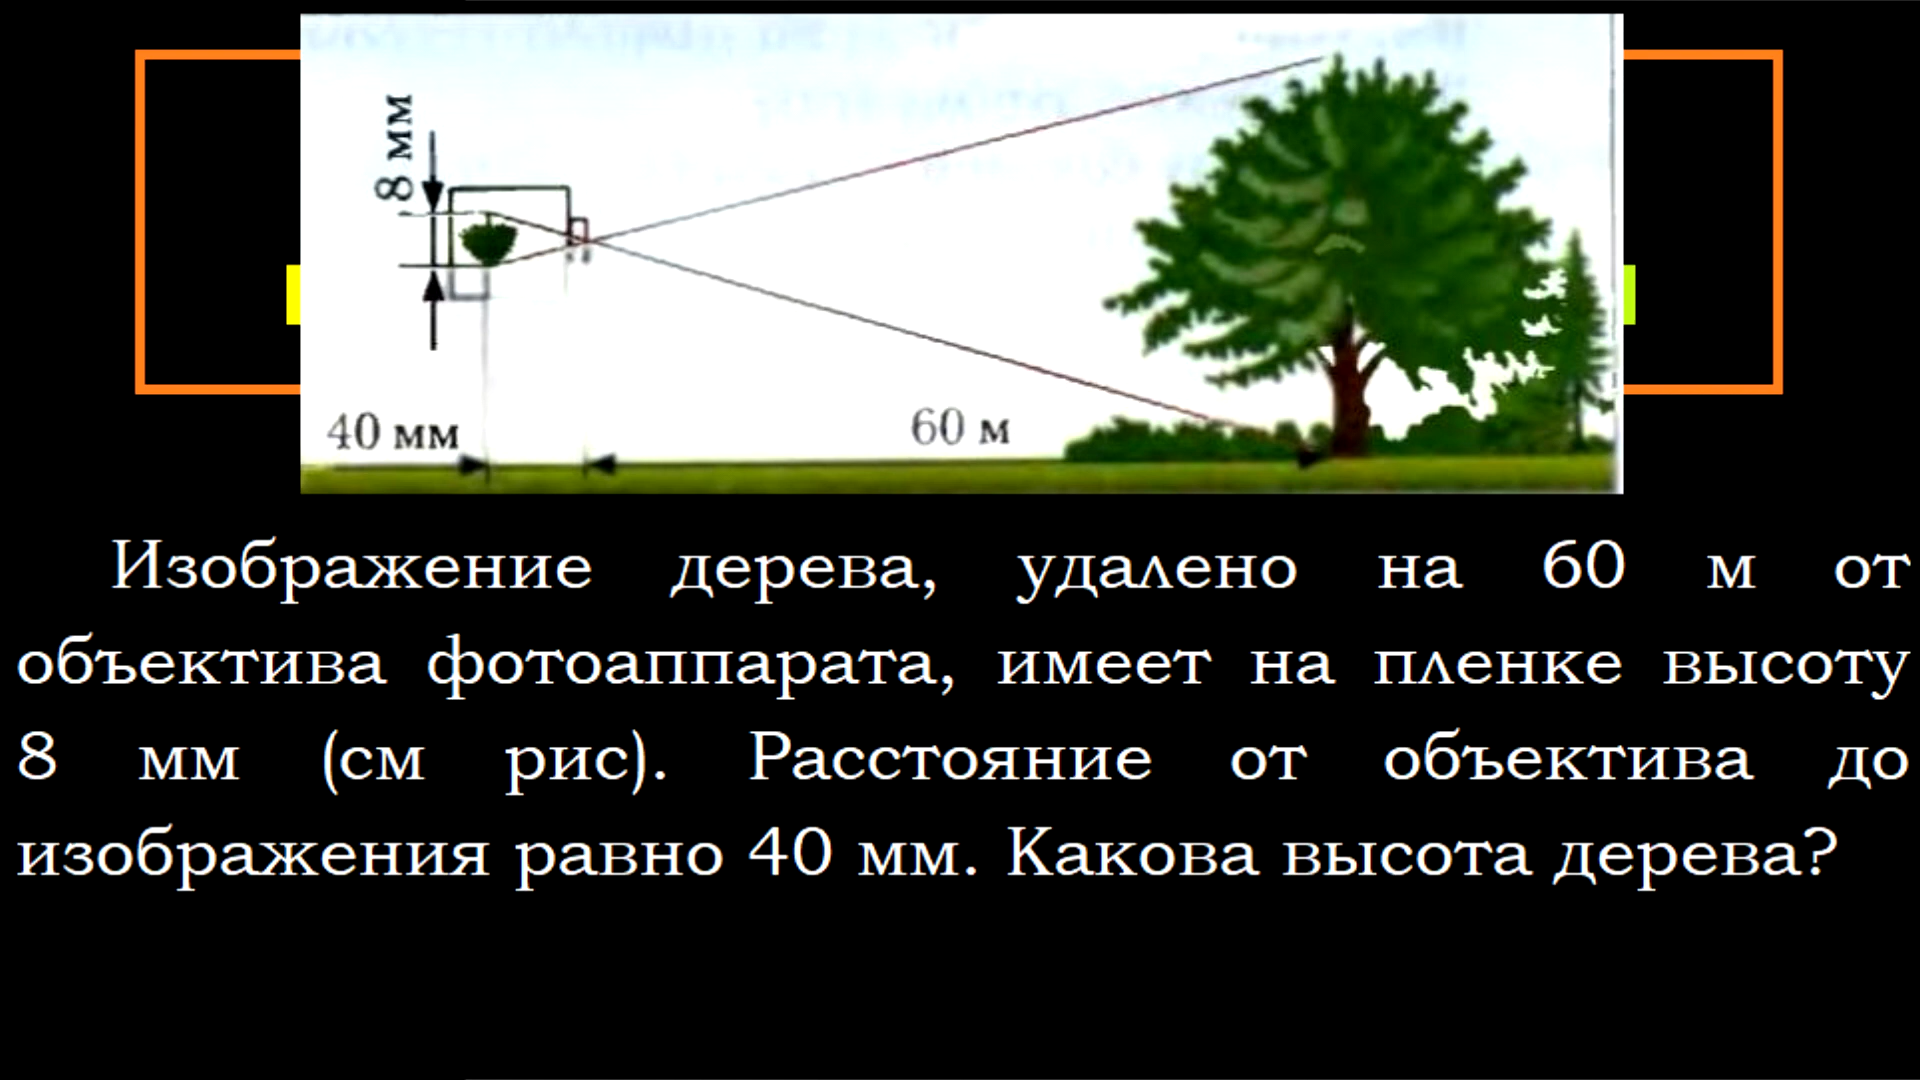 8 мм
40 мм
60 м
Изображение дерева, удалено на 60 м от
объектива фотоаппарата, имеет на пленке высоту
8 мм (см рис). Расстояние от объектива до
изображения равно 40 мм. Какова высота дерева?